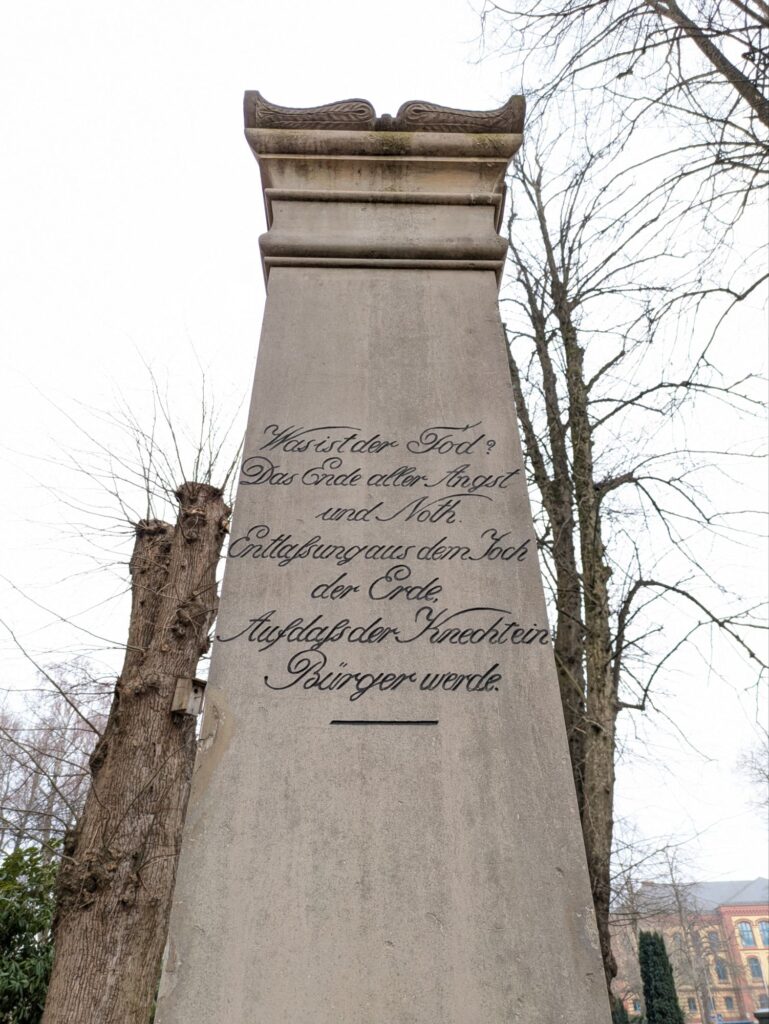 Was ist der Tod?
Das Ende aller Angst
und Noth.
Entlaßung aus dem Joch
der Erde,
Auf daß der Knecht ein
Bürger werde.